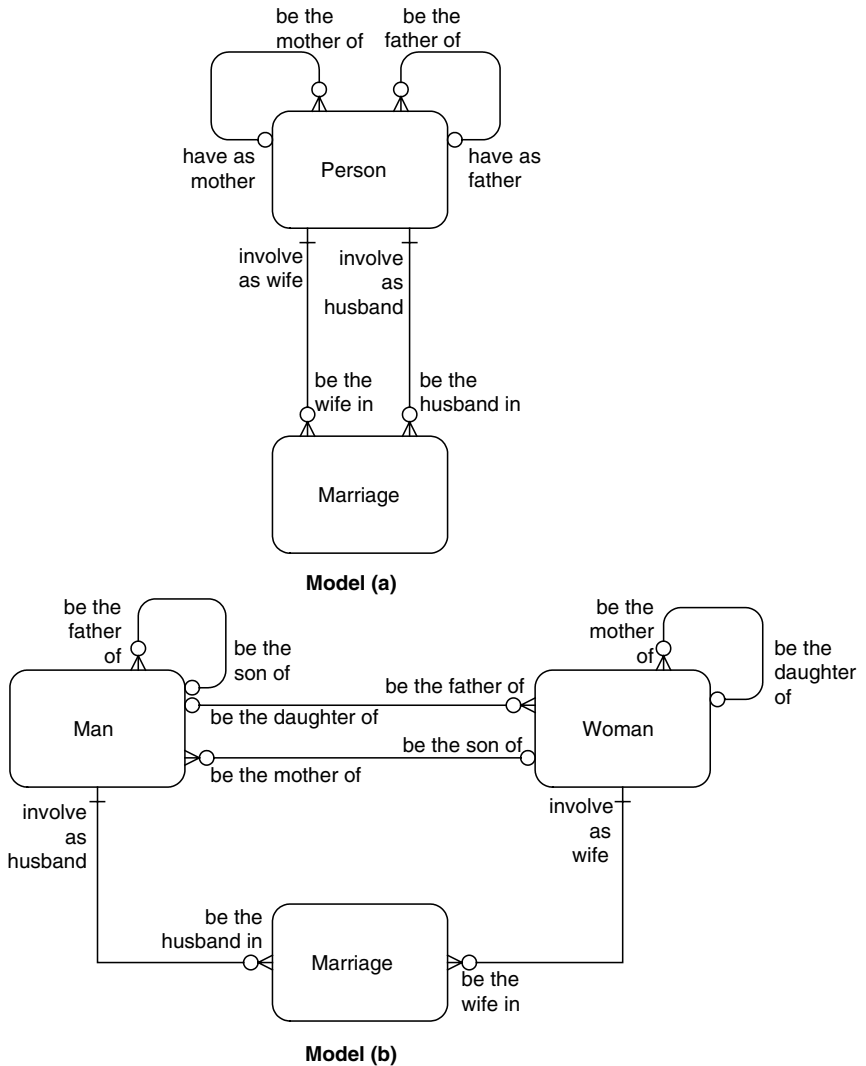 be the
mother of
be the
father of
have as
mother
Person
have as
father
involve
as wife
involve
as
husband
be the
wife in
be the
husband in
Marriage
Model (a)
be the
father
of
be the
son of
be the
mother
of
be the
daughter
of
be the father of
Man
be the daughter of
Woman
be the son of
be the mother of
involve
as
husband
involve
as
wife
be the
husband in
Marriage
be the
wife in
Model (b)